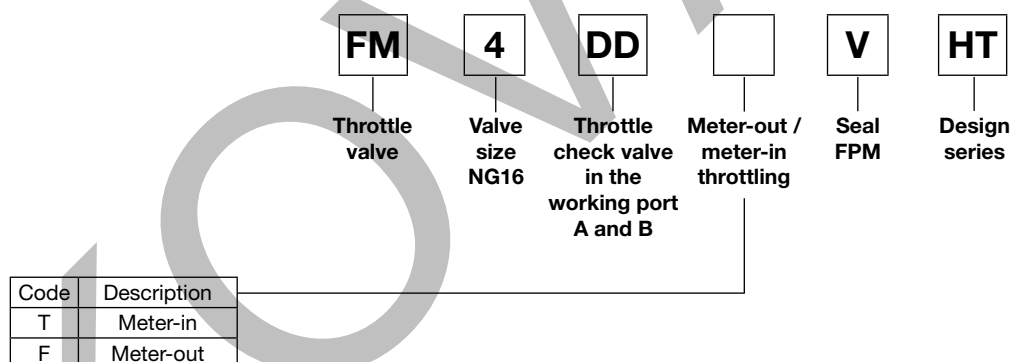 FM 4 DD V HT
Throttle valve
Valve size NG16
Throttle check valve in the working port A and B
Meter-out / meter-in throttling
Seal FPM
Design series
Code Description
T Meter-in
F Meter-out